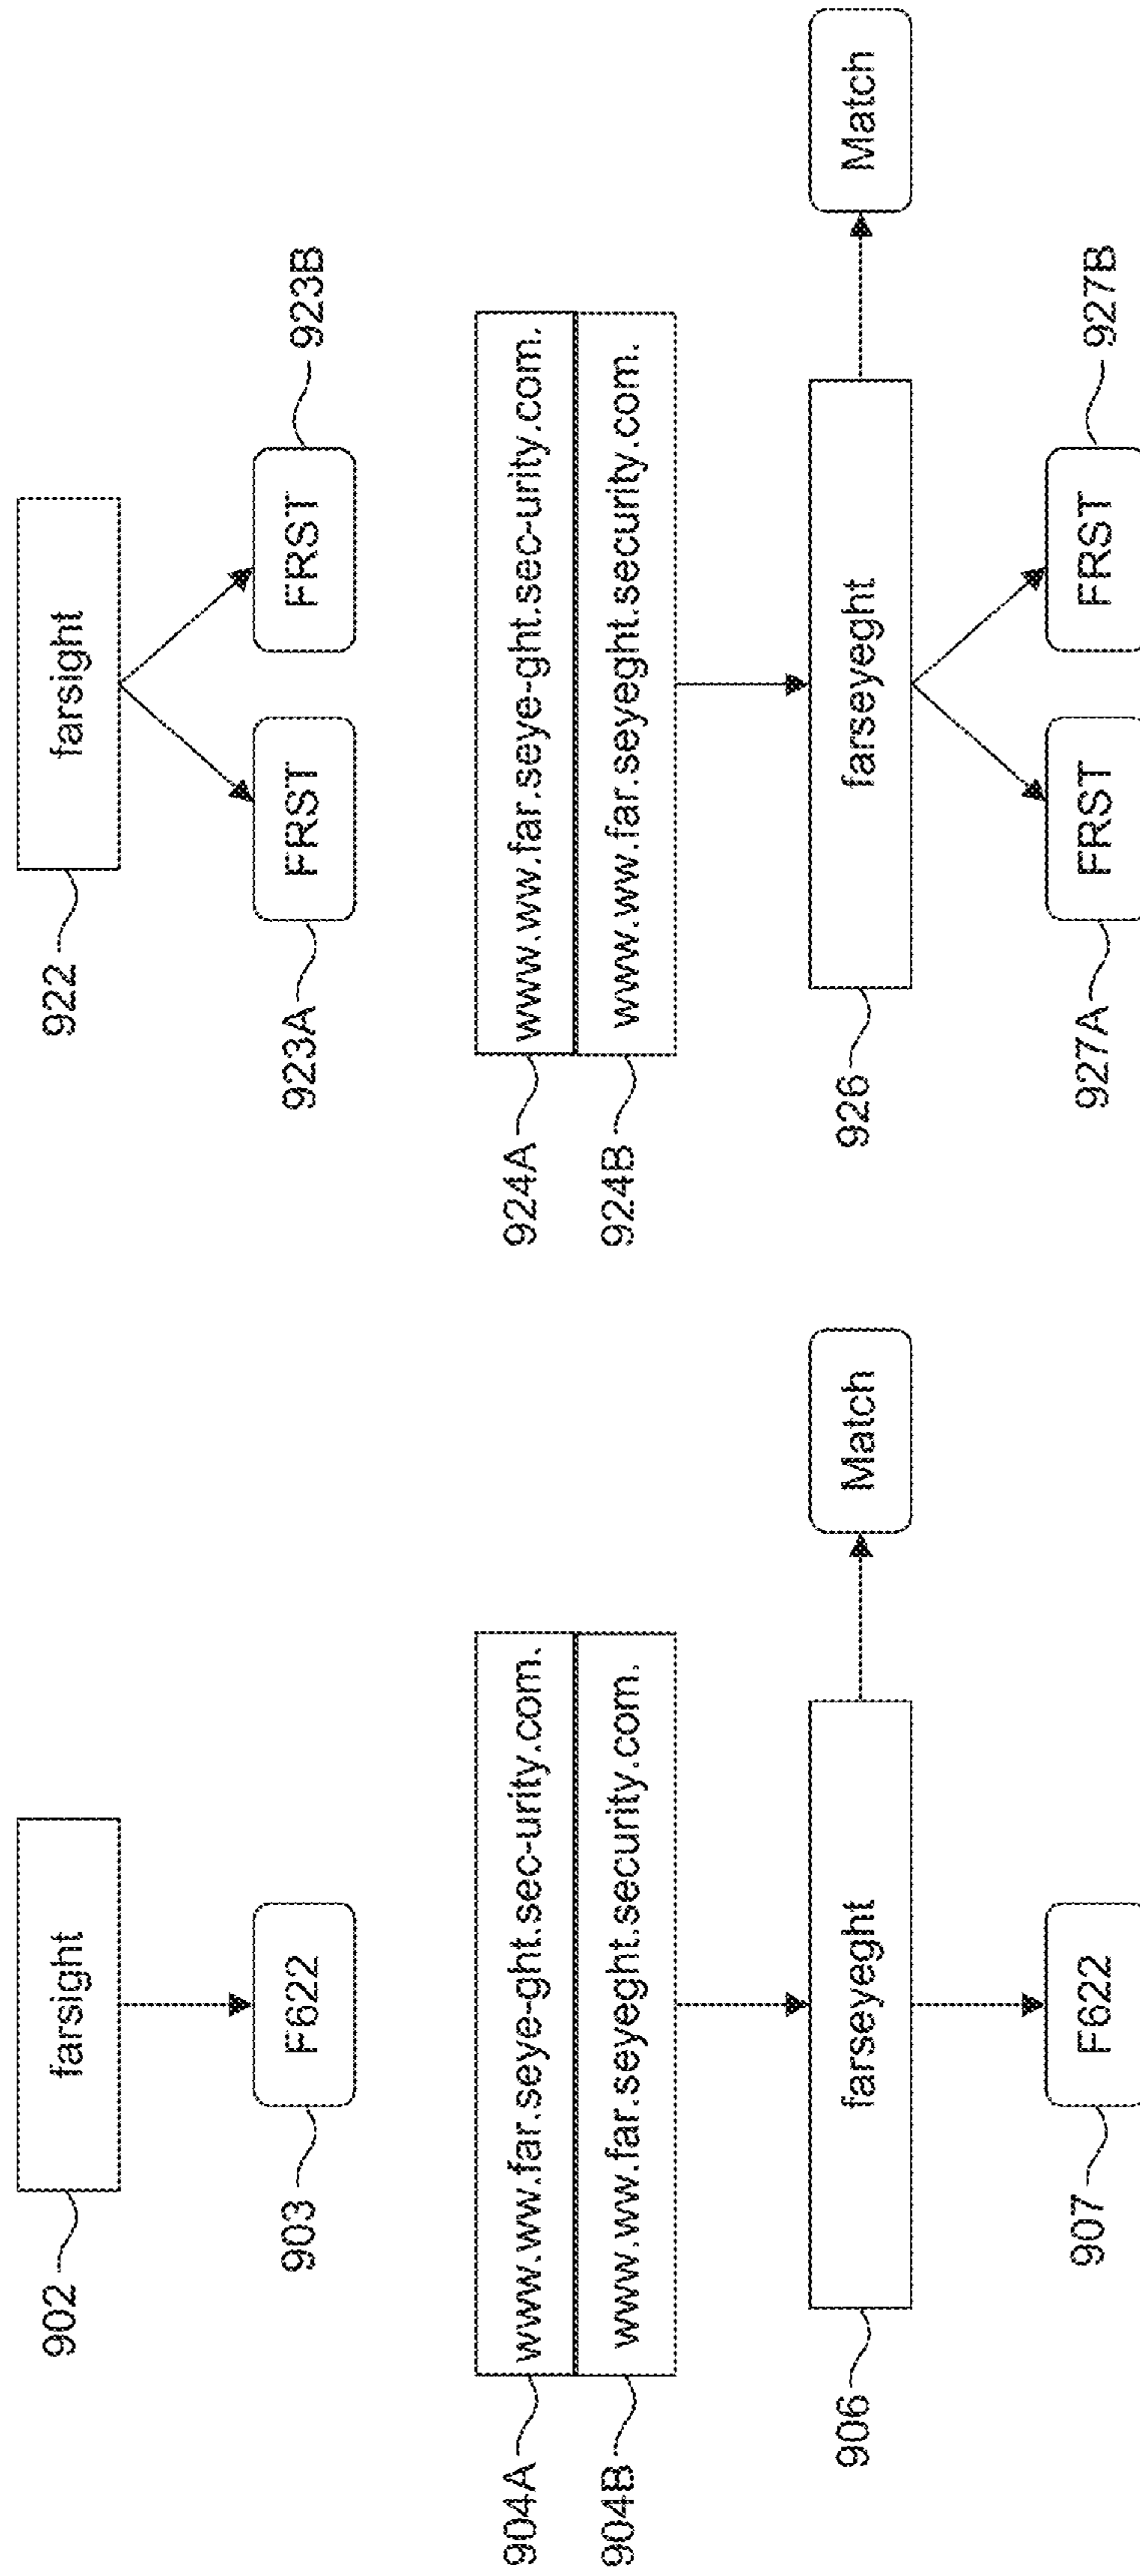 902
farsight
903
F622
904A
www.ww.far.seye-ght.sec-urity.com.
904B
www.ww.far.seyeght.security.com.
906
farseyeght
Match
907
F622
922
farsight
923A
FRST
FRST
923B
924A
www.ww.far.seye-ght.sec-urity.com.
924B
www.ww.far.seyeght.security.com.
926
farseyeght
Match
927A
FRST
FRST
927B